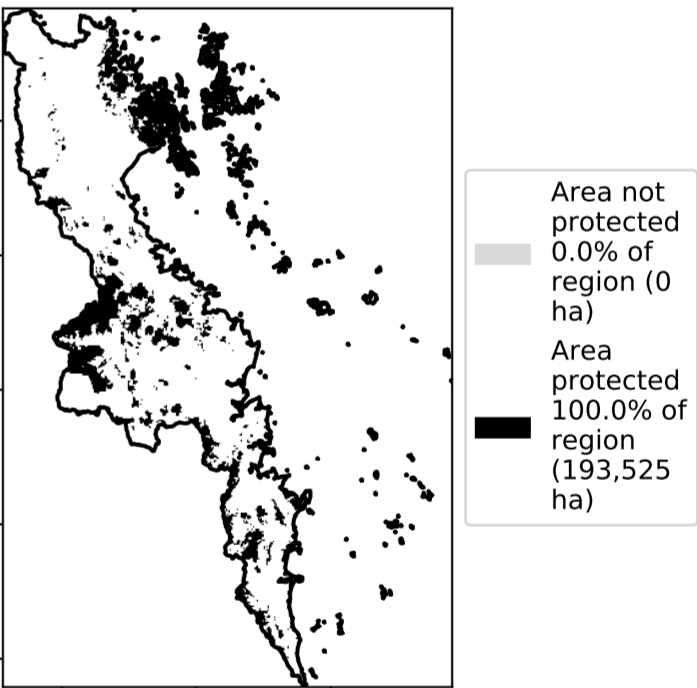 Area not
protected
0.0% of
region (0
ha)
Area
protected
100.0% of
region
(193,525
ha)